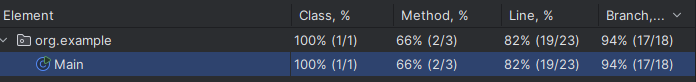 Element Class, % Method, % Line, % Branch,...
org.example 100% (1/1) 66% (2/3) 82% (19/23) 94% (17/18)
Main 100% (1/1) 66% (2/3) 82% (19/23) 94% (17/18)